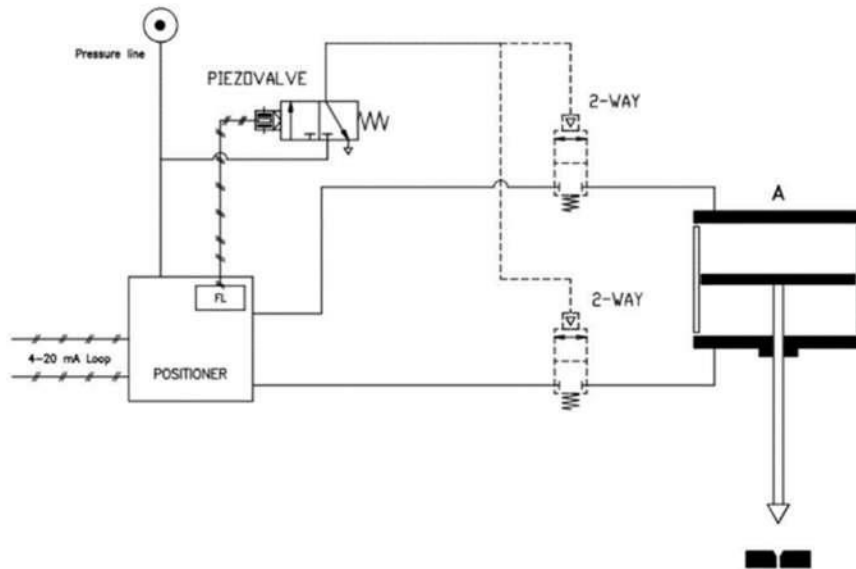 Pressure line
PIEZOVALVE
2-WAY
A
2-WAY
FL
4-20 mA Loop
POSITIONER